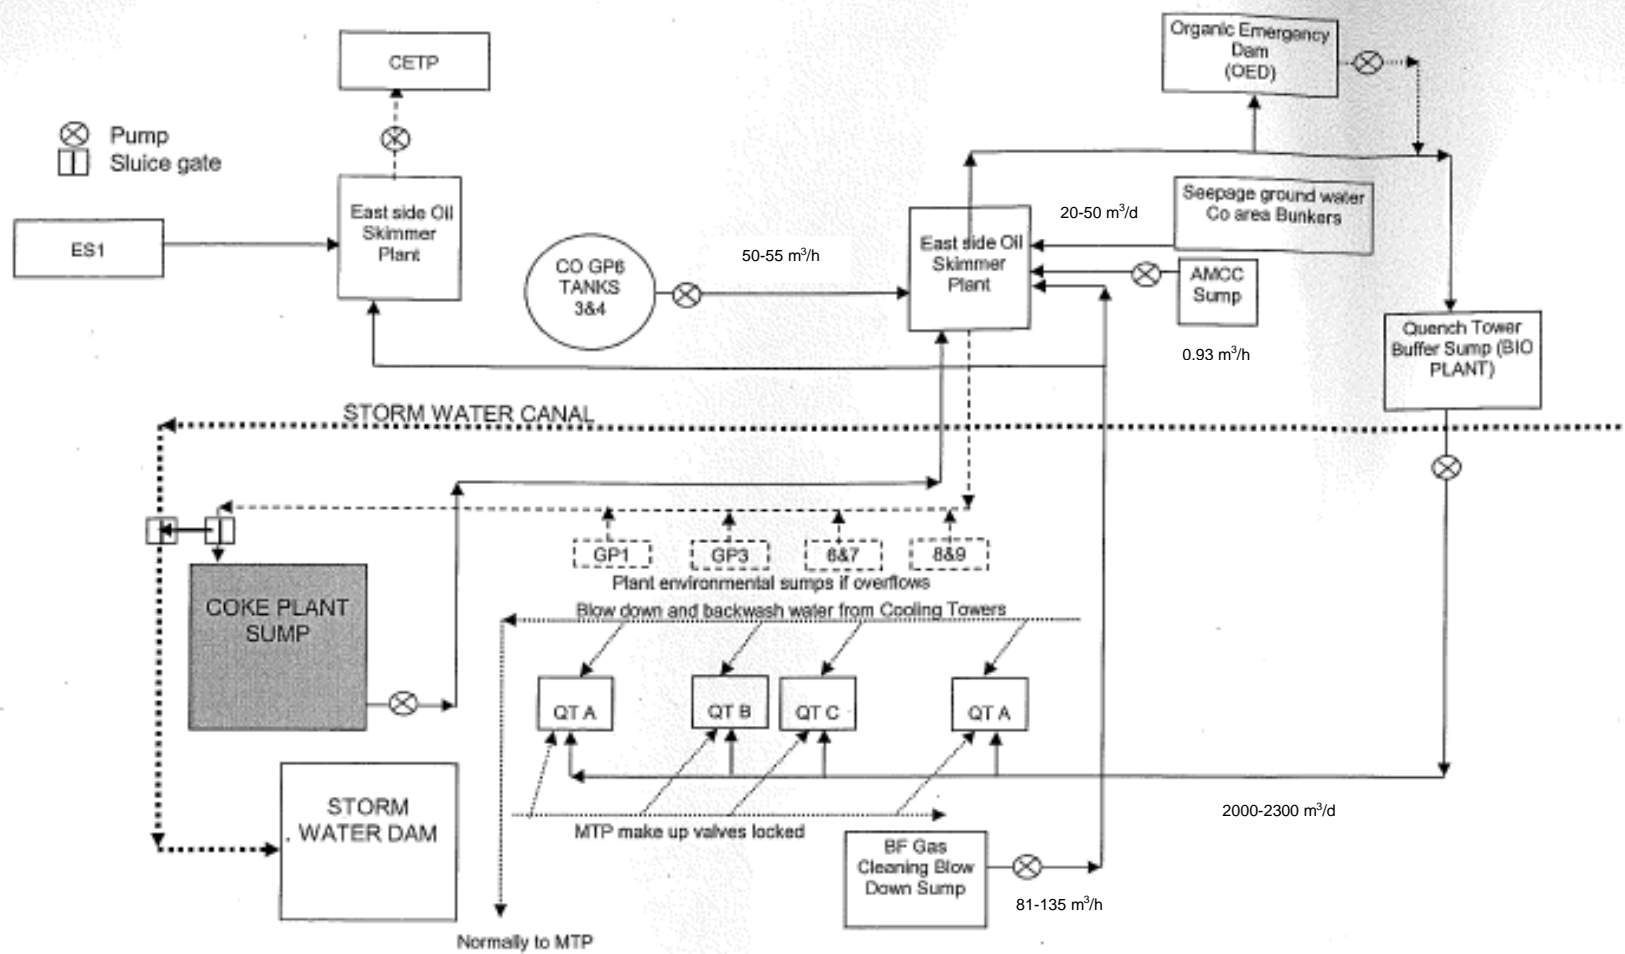 Organic Emergency
Dam
(OED)
CETP
Pump
Sluice gate
East side Oil
Skimmer
Plant
ES1
Seepage ground water
Co area Bunkers
20-50 m³/d
East side Oil
Skimmer
Plant
50-55 m³/h
CO GP6
TANKS
3&4
AMCC
Sump
0.93 m³/h
Quench Tower
Buffer Sump (BIO
PLANT)
STORM WATER CANAL
GP1
GP3
6&7
8&9
Plant environmental sumps if overflows
Blow down and backwash water from Cooling Towers
COKE PLANT
SUMP
QT A
QT B
QT C
QT A
STORM
WATER DAM
MTP make up valves locked
2000-2300 m³/d
BF Gas
Cleaning Blow
Down Sump
81-135 m³/h
Normally to MTP